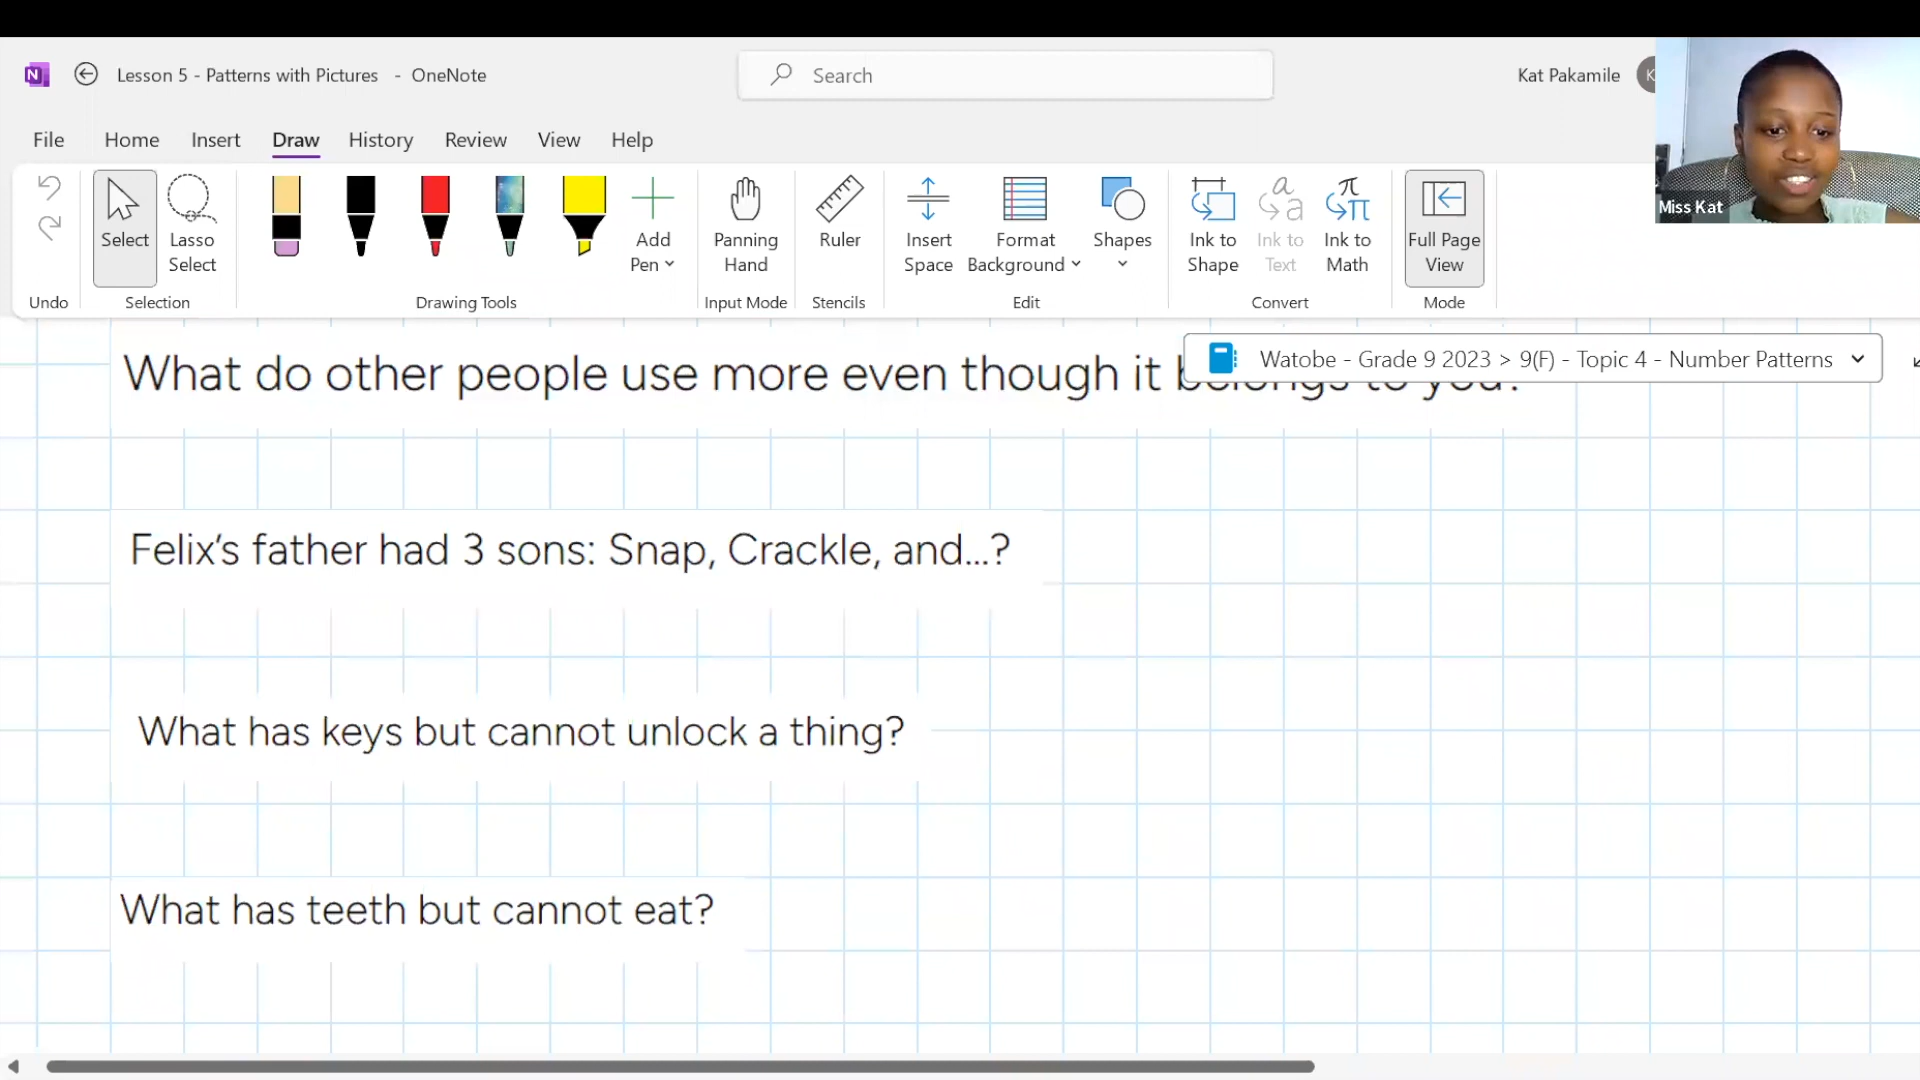 Lesson 5 - Patterns with Pictures - OneNote
Search
Kat Pakamile
K
File Home Insert Draw History Review View Help
Miss Kat
Select
Lasso Select
Add Pen
Panning Hand
Ruler
Insert Space
Format Background
Shapes
Ink to Shape
Ink to Text
Ink to Math
Full Page View
Undo Selection Drawing Tools Input Mode Stencils Edit Convert Mode
Watobe - Grade 9 2023 > 9(F) - Topic 4 - Number Patterns
What do other people use more even though it belongs to you?
Felix's father had 3 sons: Snap, Crackle, and...?
What has keys but cannot unlock a thing?
What has teeth but cannot eat?